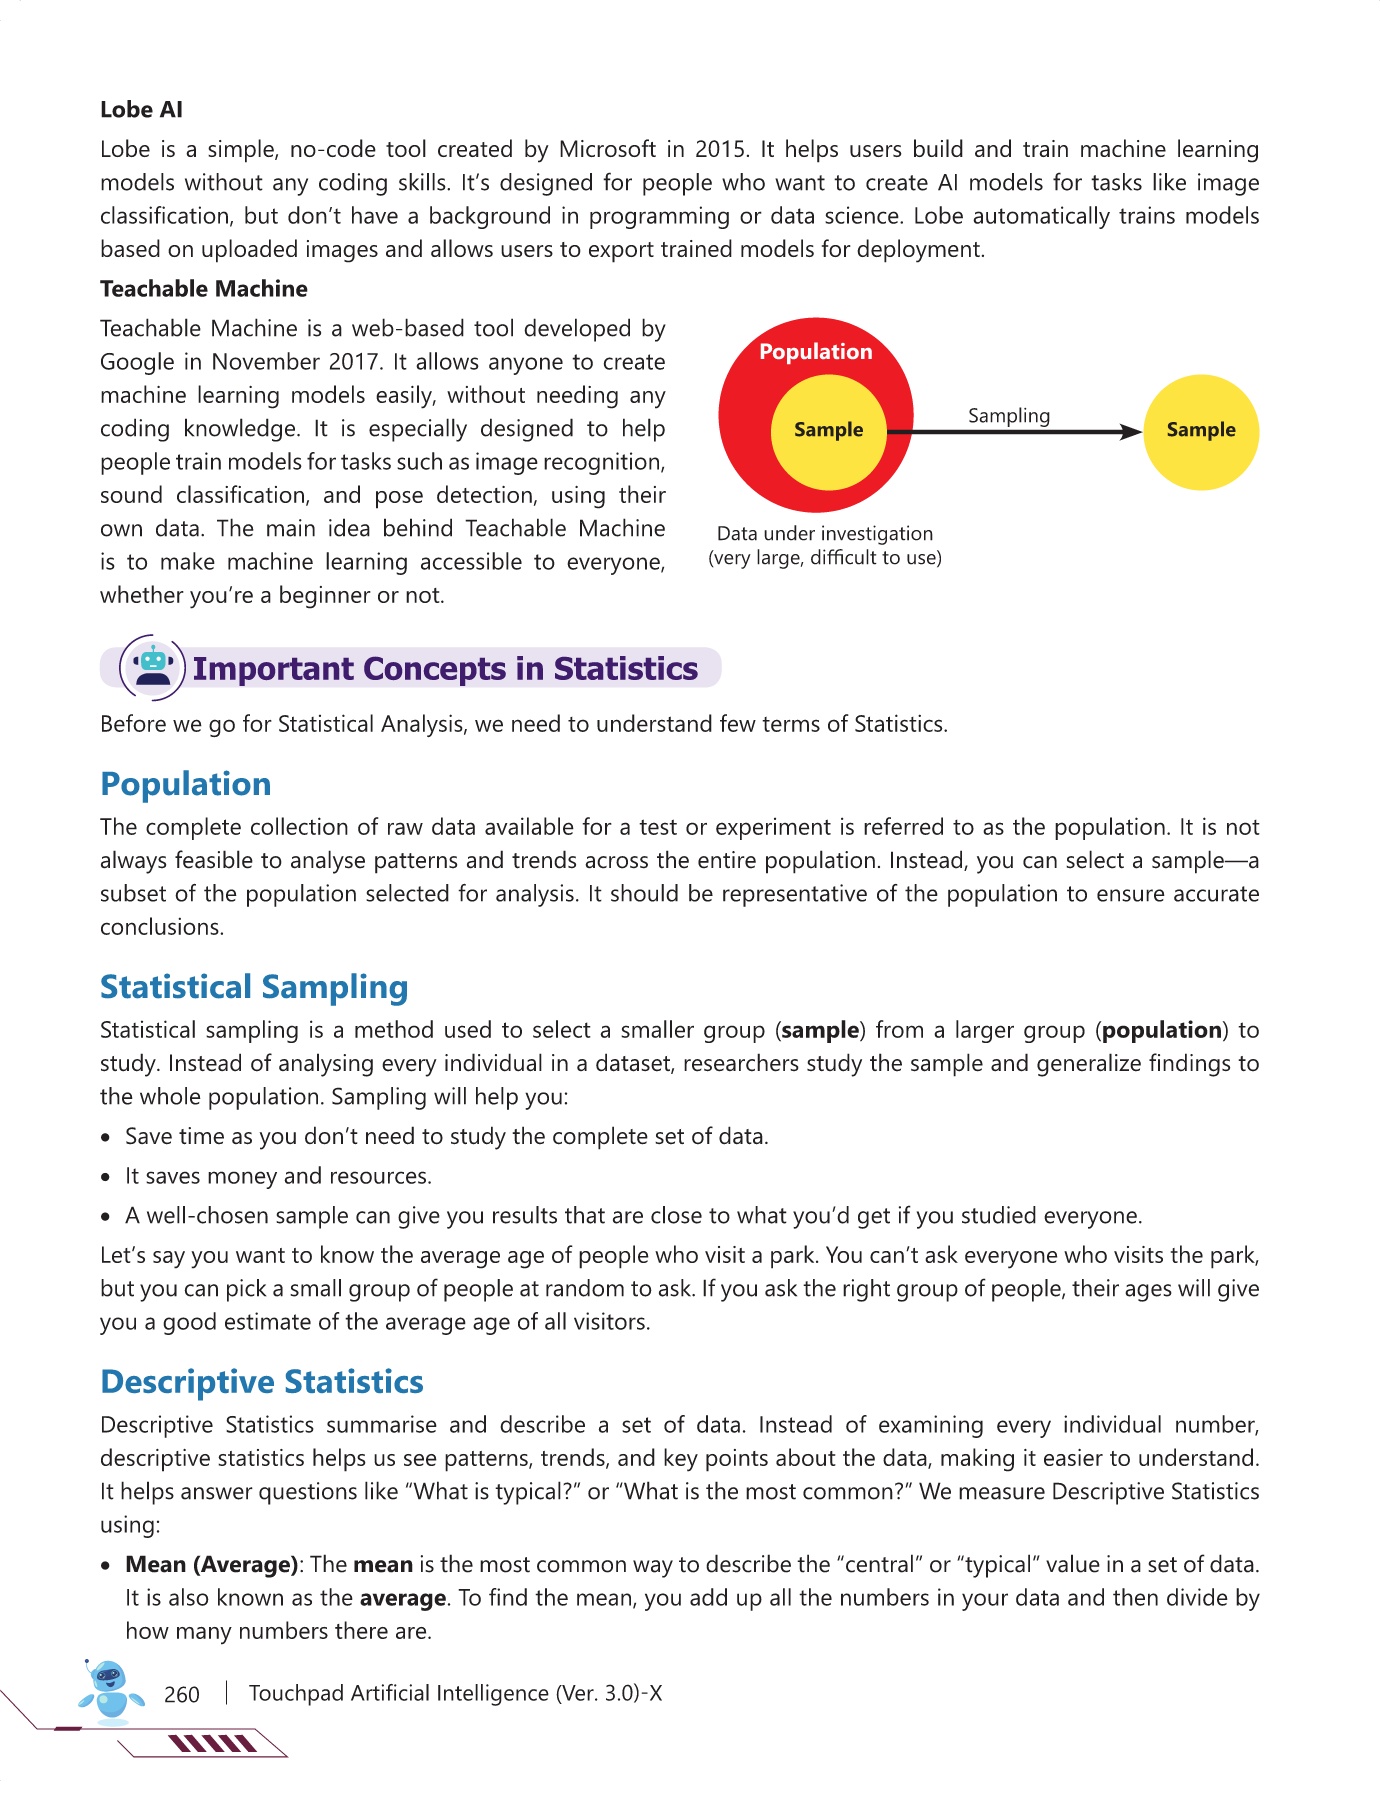 Lobe AI
Lobe is a simple, no-code tool created by Microsoft in 2015. It helps users build and train machine learning
models without any coding skills. It’s designed for people who want to create AI models for tasks like image
classification, but don’t have a background in programming or data science. Lobe automatically trains models
based on uploaded images and allows users to export trained models for deployment.
Teachable Machine
Teachable Machine is a web-based tool developed by
Google in November 2017. It allows anyone to create
machine learning models easily, without needing any
coding knowledge. It is especially designed to help
people train models for tasks such as image recognition,
sound classification, and pose detection, using their
own data. The main idea behind Teachable Machine
is to make machine learning accessible to everyone,
whether you’re a beginner or not.
Population
Sample
Sampling
Sample
Data under investigation
(very large, difficult to use)
Important Concepts in Statistics
Before we go for Statistical Analysis, we need to understand few terms of Statistics.
Population
The complete collection of raw data available for a test or experiment is referred to as the population. It is not
always feasible to analyse patterns and trends across the entire population. Instead, you can select a sample—a
subset of the population selected for analysis. It should be representative of the population to ensure accurate
conclusions.
Statistical Sampling
Statistical sampling is a method used to select a smaller group (sample) from a larger group (population) to
study. Instead of analysing every individual in a dataset, researchers study the sample and generalize findings to
the whole population. Sampling will help you:
• Save time as you don’t need to study the complete set of data.
• It saves money and resources.
• A well-chosen sample can give you results that are close to what you’d get if you studied everyone.
Let’s say you want to know the average age of people who visit a park. You can’t ask everyone who visits the park,
but you can pick a small group of people at random to ask. If you ask the right group of people, their ages will give
you a good estimate of the average age of all visitors.
Descriptive Statistics
Descriptive Statistics summarise and describe a set of data. Instead of examining every individual number,
descriptive statistics helps us see patterns, trends, and key points about the data, making it easier to understand.
It helps answer questions like “What is typical?” or “What is the most common?” We measure Descriptive Statistics
using:
• Mean (Average): The mean is the most common way to describe the “central” or “typical” value in a set of data.
It is also known as the average. To find the mean, you add up all the numbers in your data and then divide by
how many numbers there are.
260 | Touchpad Artificial Intelligence (Ver. 3.0)-X